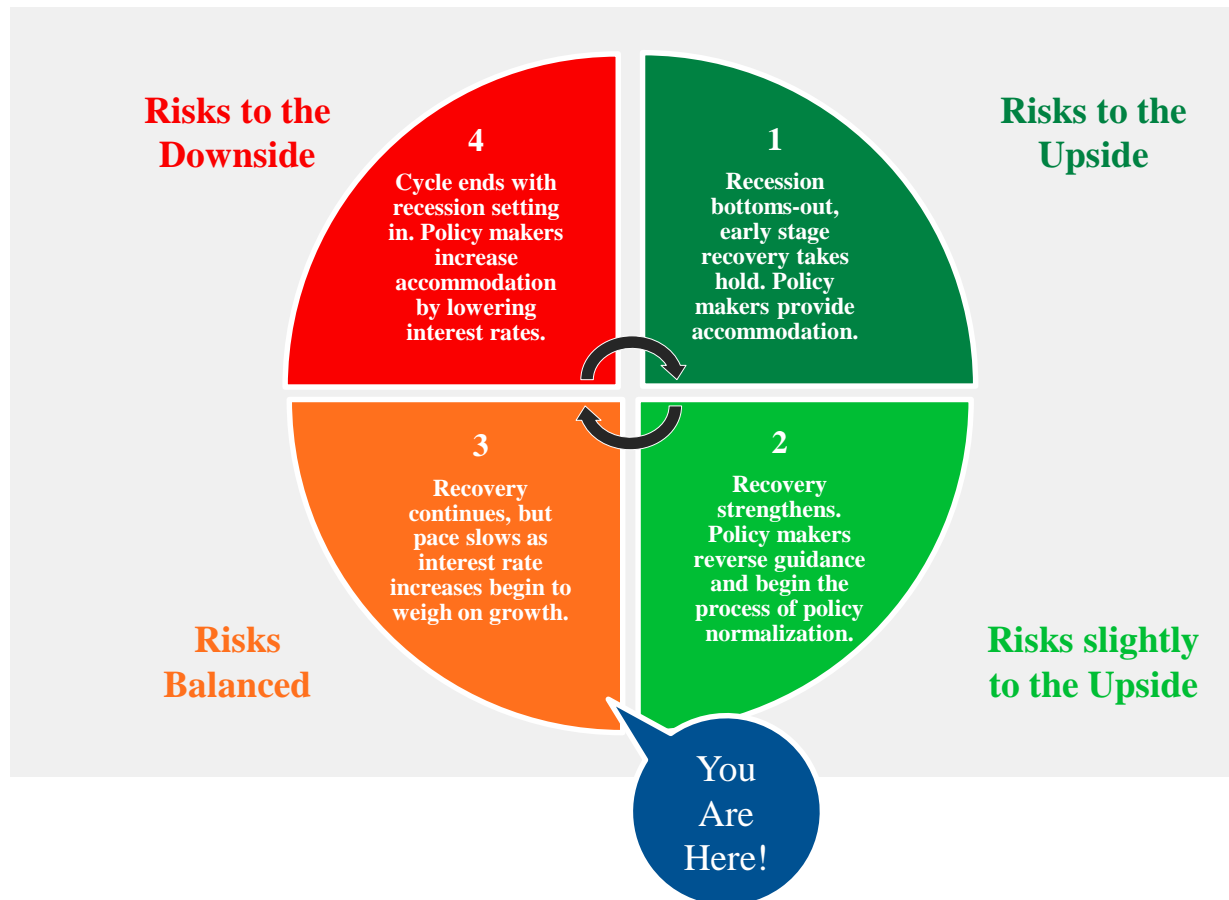 Risks to the
Downside
4
Cycle ends with
recession setting
in. Policy makers
increase
accommodation
by lowering
interest rates.
1
Recession
bottoms-out,
early stage
recovery takes
hold. Policy
makers provide
accommodation.
Risks to the
Upside
3
Recovery
continues, but
pace slows as
interest rate
increases begin to
weigh on growth.
2
Recovery
strengthens.
Policy makers
reverse guidance
and begin the
process of policy
normalization.
Risks
Balanced
Risks slightly
to the Upside
You
Are
Here!